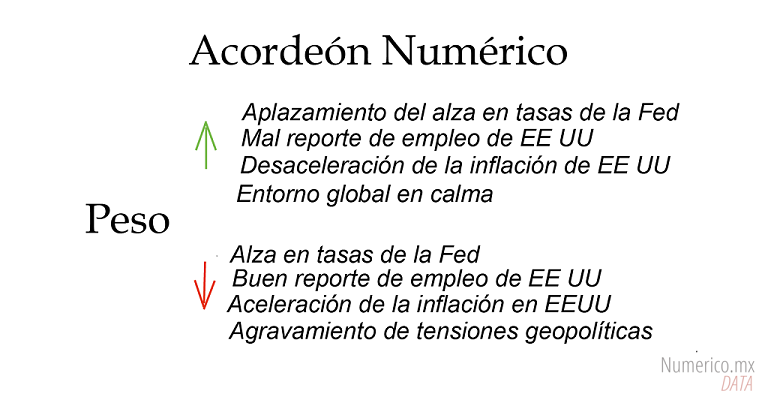 Acordeón Numérico
Aplazamiento del alza en tasas de la Fed
Mal reporte de empleo de EE UU
Desaceleración de la inflación de EE UU
Entorno global en calma
Peso
Alza en tasas de la Fed
Buen reporte de empleo de EE UU
Aceleración de la inflación en EEUU
Agravamiento de tensiones geopolíticas
Numerico.mx
DATA